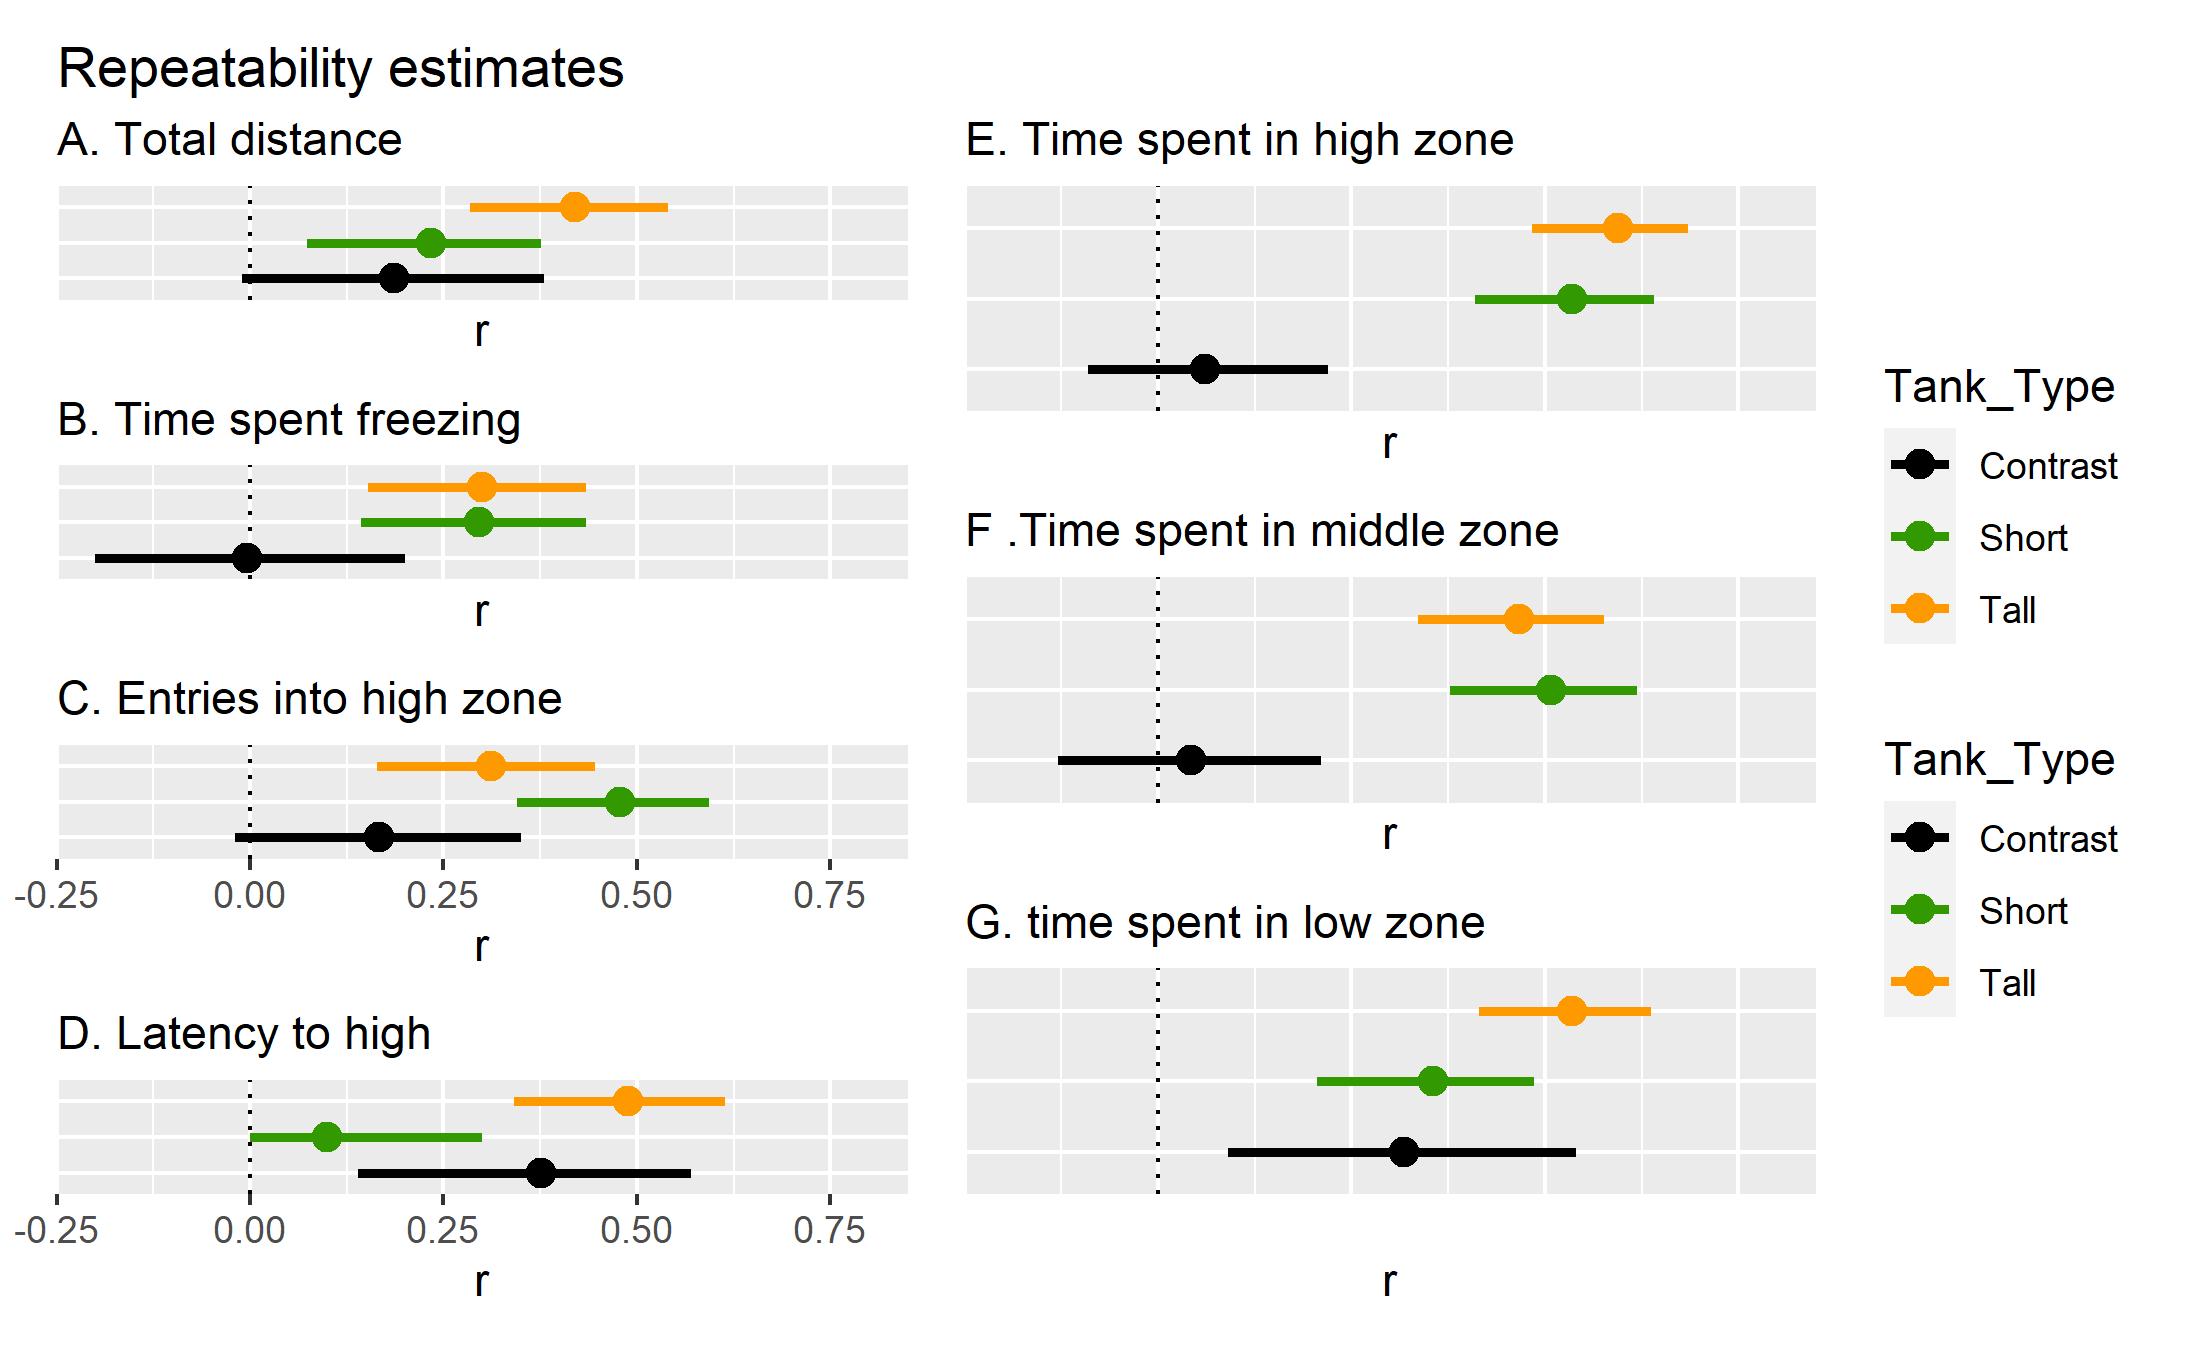 Repeatability estimates
A. Total distance
r
B. Time spent freezing
r
C. Entries into high zone
-0.25 0.00 0.25 0.50 0.75
r
D. Latency to high
-0.25 0.00 0.25 0.50 0.75
r
E. Time spent in high zone
r
F .Time spent in middle zone
r
G. time spent in low zone
r
Tank_Type
Contrast
Short
Tall
Tank_Type
Contrast
Short
Tall